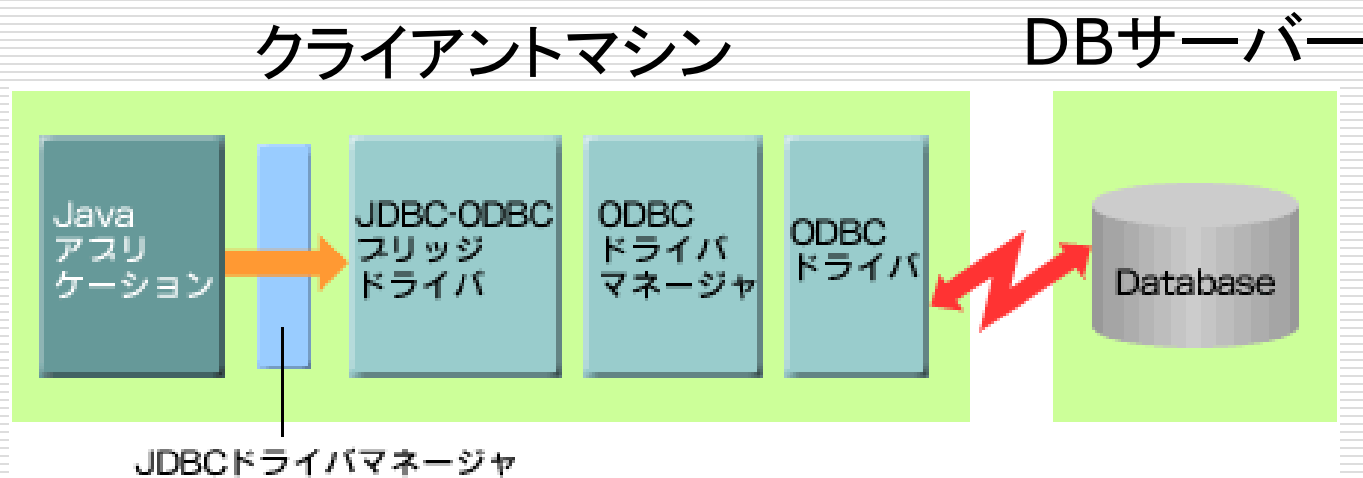 クライアントマシン
DBサーバー
Java
アプリ
ケーション
JDBC-ODBC
ブリッジ
ドライバ
ODBC
ドライバ
マネージャ
ODBC
ドライバ
Database
JDBCドライバマネージャ